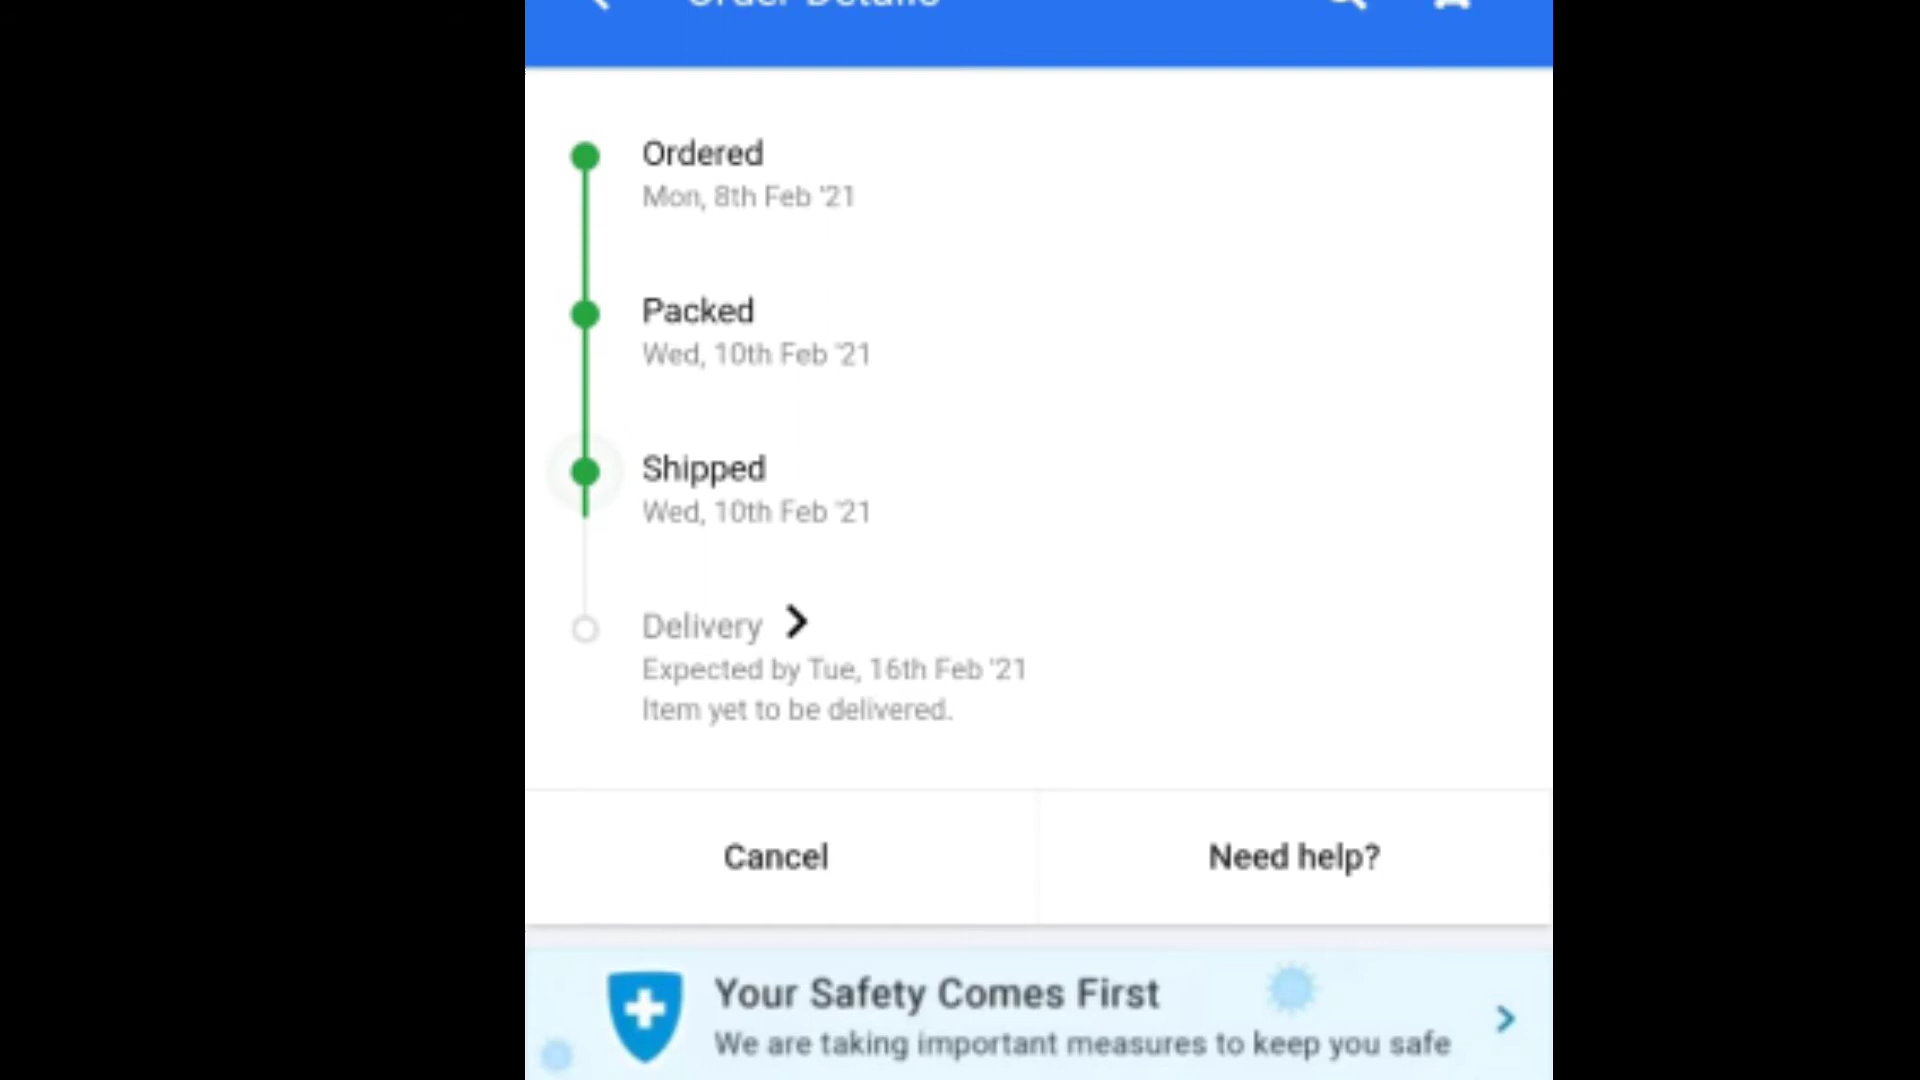 Order Details
Ordered
Mon, 8th Feb '21
Packed
Wed, 10th Feb '21
Shipped
Wed, 10th Feb '21
Delivery
Expected by Tue, 16th Feb '21
Item yet to be delivered.
Cancel
Need help?
Your Safety Comes First
We are taking important measures to keep you safe